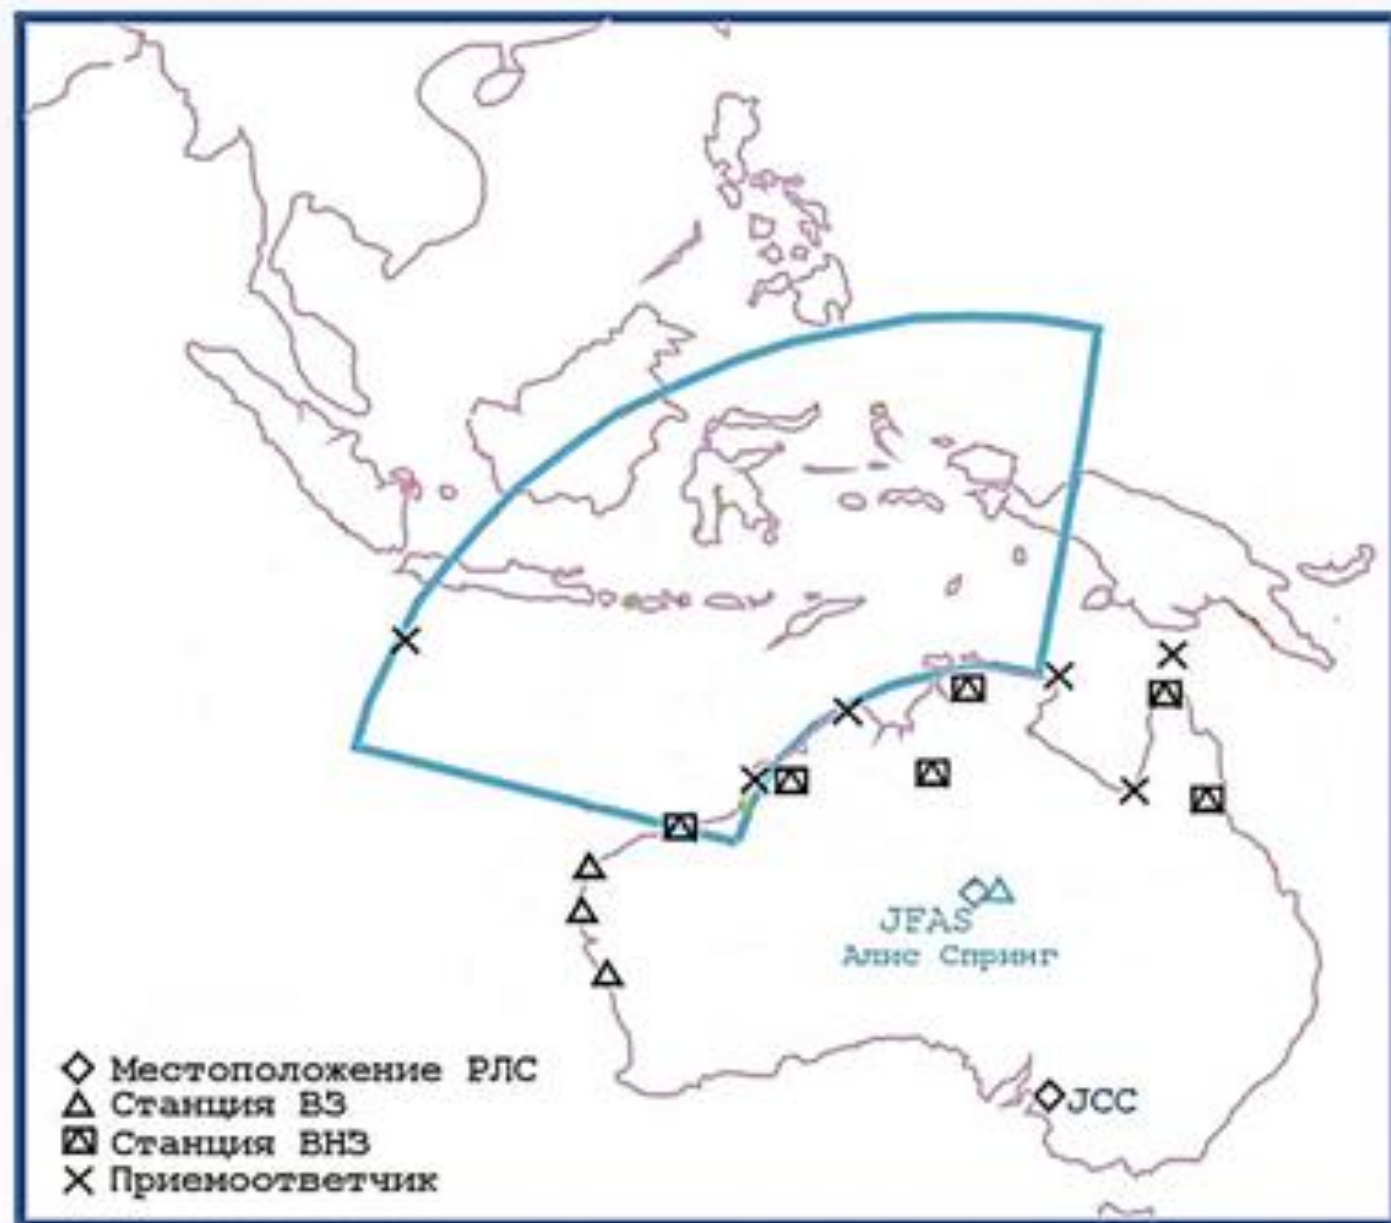 JFAS
Алис Спринг
Местоположение РЛС
Станция ВЗ
Станция ВНЗ
Приемоответчик
JCC